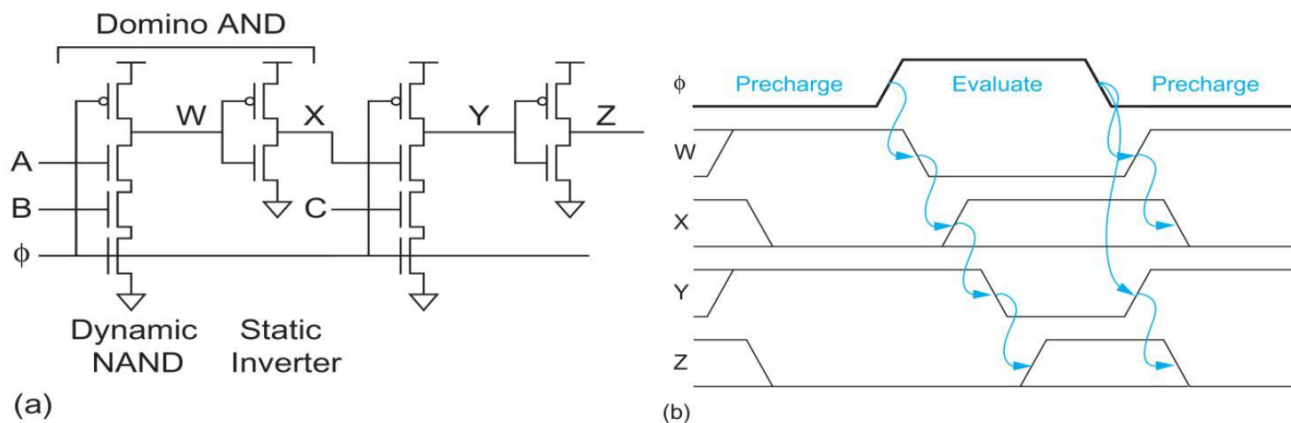 Domino AND
W
X
Y
Z
A
B
C
ϕ
Dynamic
NAND
Static
Inverter
(a)
ϕ
Precharge
Evaluate
Precharge
W
X
Y
Z
(b)